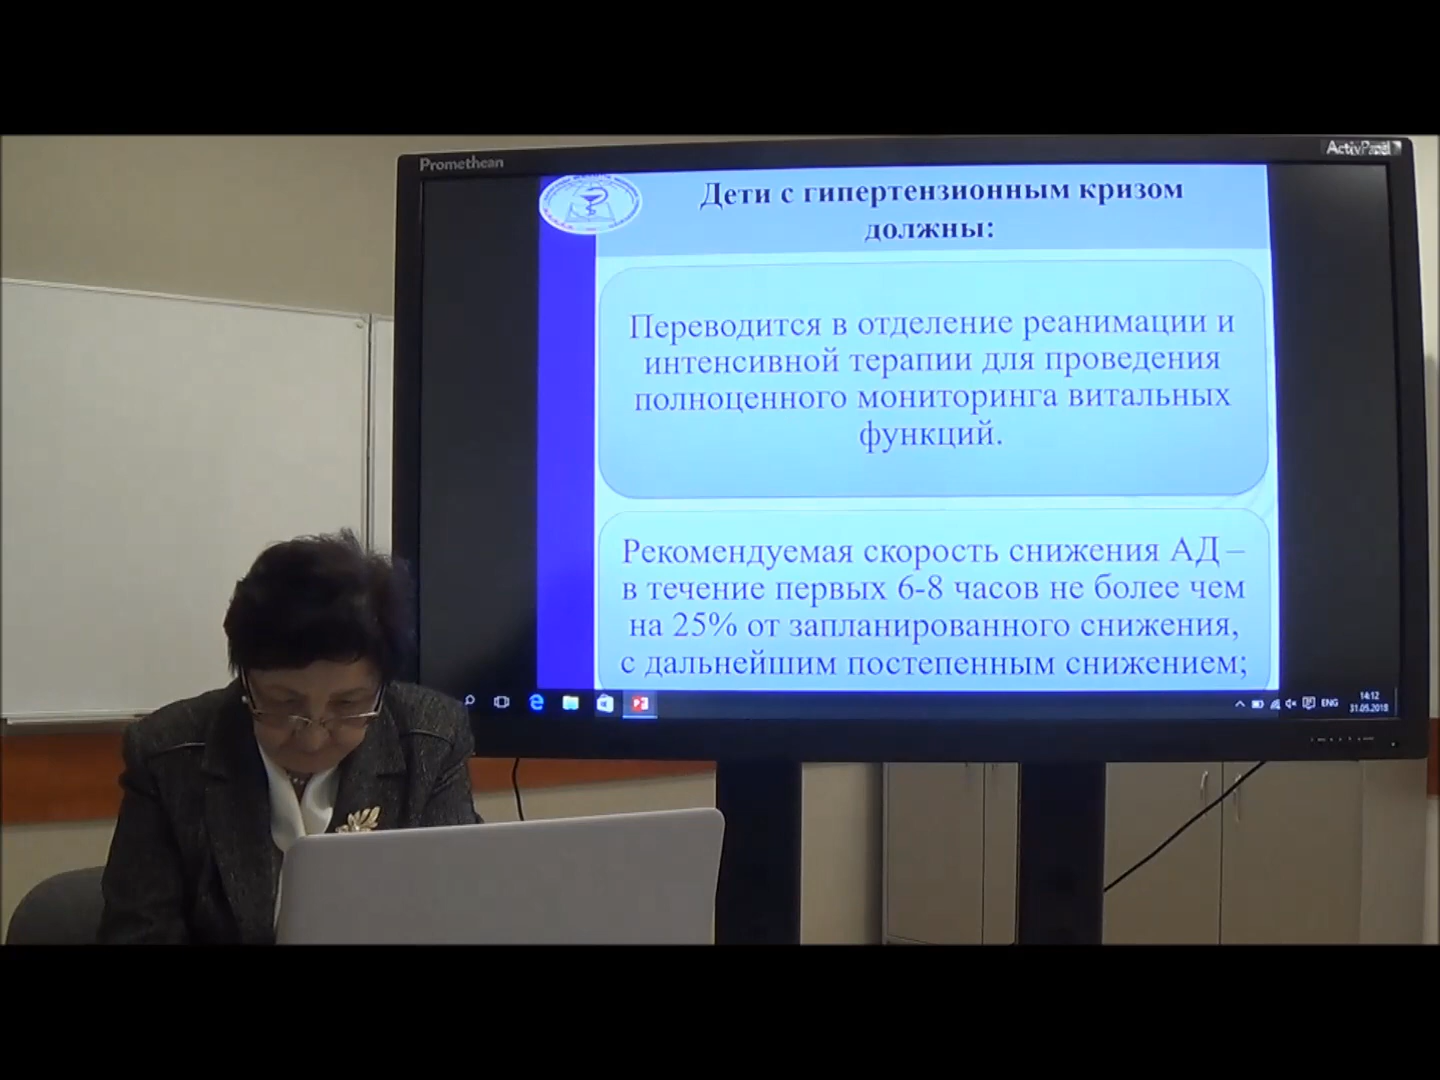 Promethean
ActivPanel
Дети с гипертензионным кризом
должны:
Переводится в отделение реанимации и
интенсивной терапии для проведения
полноценного мониторинга витальных
функций.
Рекомендуемая скорость снижения АД –
в течение первых 6-8 часов не более чем
на 25% от запланированного снижения,
с дальнейшим постепенным снижением;
ENG
14:12
31.05.2018